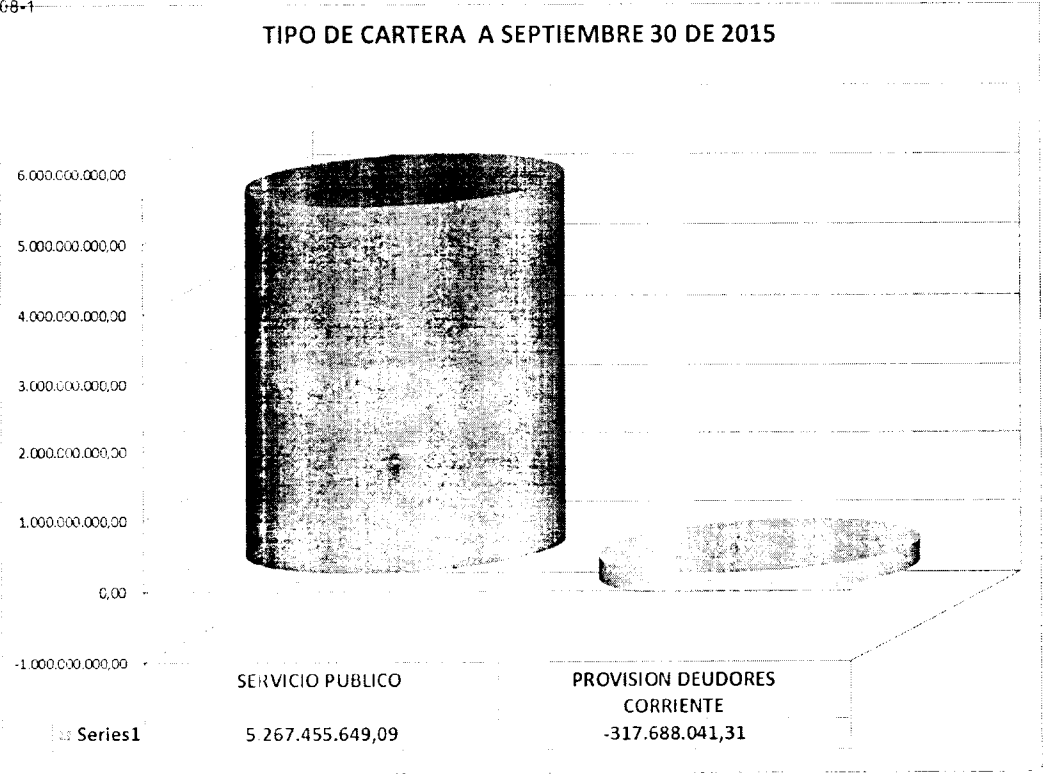 08-1
TIPO DE CARTERA A SEPTIEMBRE 30 DE 2015
6.000.000.000,00
5.000.000.000,00
4.000.000.000,00
3.000.000.000,00
2.000.000.000,00
1.000.000.000,00
0,00
-1.000.000.000,00
SERVICIO PUBLICO
PROVISION DEUDORES
CORRIENTE
Series1
5.267.455.649,09
-317.688.041,31